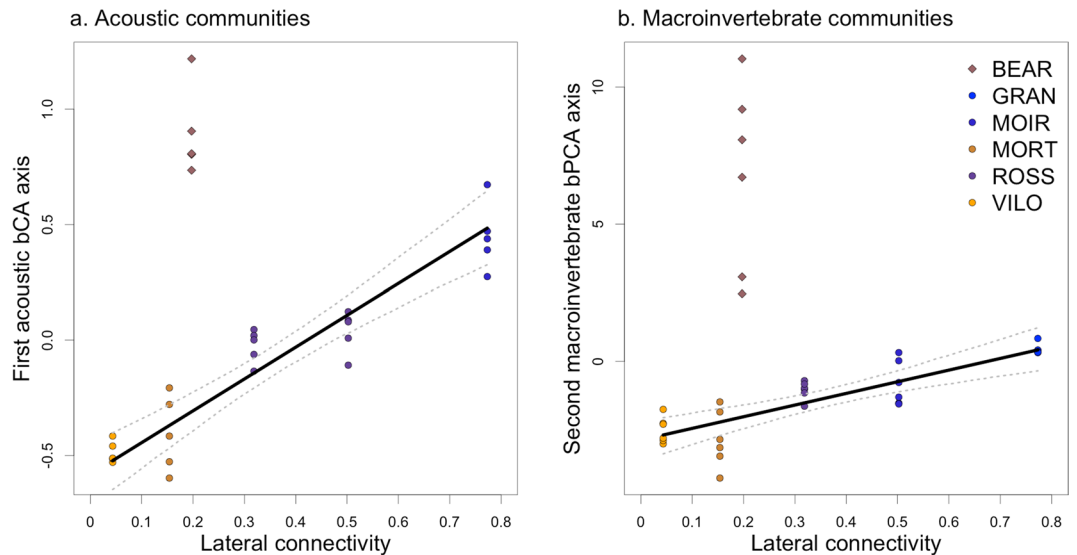 a. Acoustic communities
First acoustic bCA axis
1.0
0.5
0.0
-0.5
0 0.1 0.2 0.3 0.4 0.5 0.6 0.7 0.8
Lateral connectivity
b. Macroinvertebrate communities
Second macroinvertebrate bPCA axis
10
5
0
0 0.1 0.2 0.3 0.4 0.5 0.6 0.7 0.8
Lateral connectivity
BEAR
GRAN
MOIR
MORT
ROSS
VILO